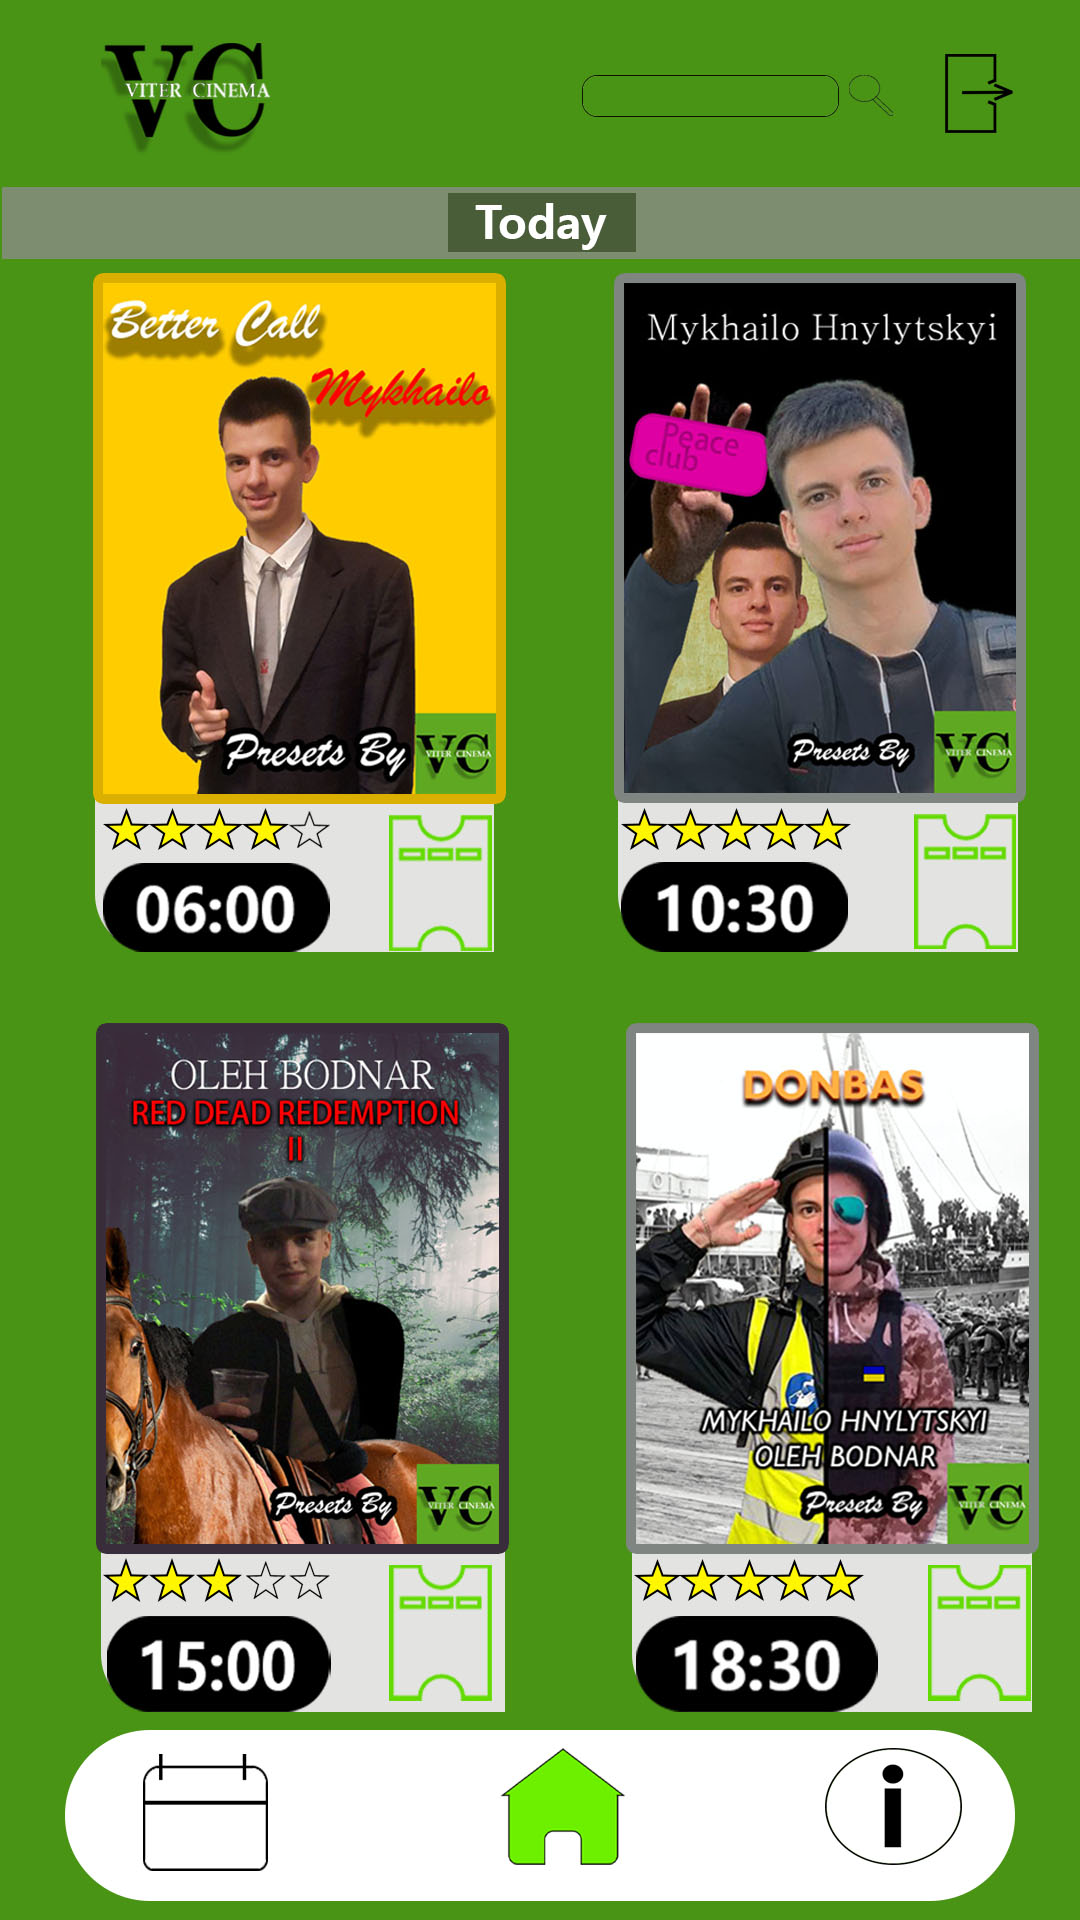 VC
VITER CINEMA
Today
Better Call
Mykhailo
Presets By
VC
VITER CINEMA
06:00
Mykhailo Hnylytskyi
Peace
club
Presets By
VC
VITER CINEMA
10:30
OLEH BODNAR
RED DEAD REDEMPTION
II
Presets By
VC
VITER CINEMA
15:00
DONBAS
MYKHAILO HNYLYTSKYI
OLEH BODNAR
Presets By
VC
VITER CINEMA
18:30
i